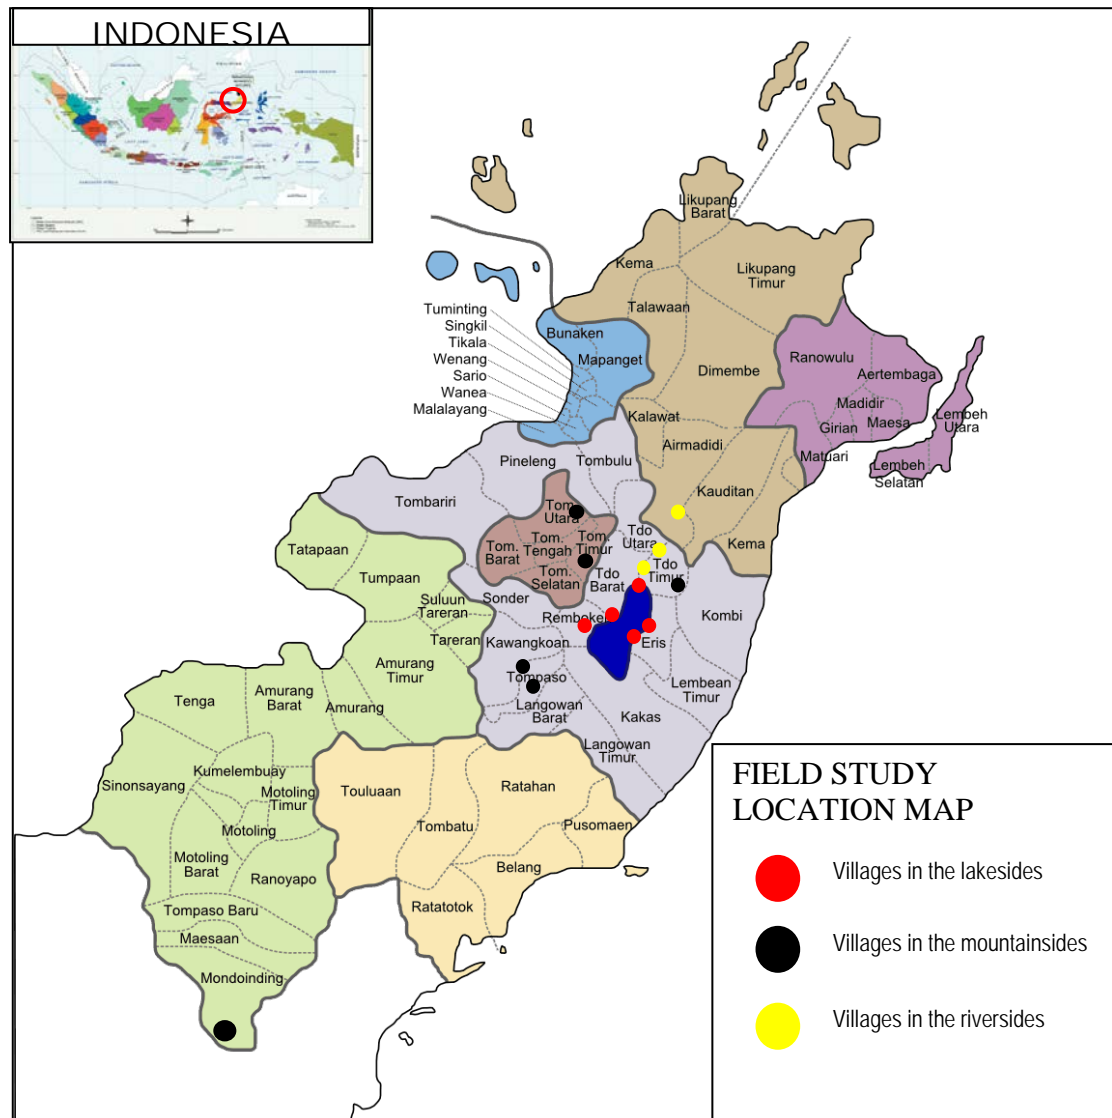 INDONESIA
Likupang
Barat
Kema
Likupang
Timur
Talawaan
Tuminting
Singkil
Tikala
Wenang
Sario
Wanea
Malalayang
Bunaken
Mapanget
Dimembe
Ranowulu
Aertembaga
Madidir
Maesa
Girian
Matuari
Lembeh
Utara
Lembeh
Selatan
Kalawat
Airmadidi
Kauditan
Kema
Pineleng
Tombulu
Tombariri
Tom.
Utara
Tom.
Barat
Tom.
Tengah
Tom.
Timur
Tom.
Selatan
Tdo
Utara
Tdo
Timur
Tdo
Barat
Tatapaan
Tumpaan
Suluun
Tareran
Tareran
Sonder
Kombi
Eris
Kawangkoan
Tompaso
Langowan
Barat
Kakas
Lembean
Timur
Langowan
Timur
Amurang
Timur
Amurang
Barat
Amurang
Tenga
Sinonsayang
Kumelembuay
Motoling
Timur
Motoling
Motoling
Barat
Ranoyapo
Tompaso Baru
Maesaan
Mondoinding
Touluaan
Ratahan
Tombatu
Pusomaen
Belang
Ratatotok
FIELD STUDY
LOCATION MAP
Villages in the lakesides
Villages in the mountainsides
Villages in the riversides